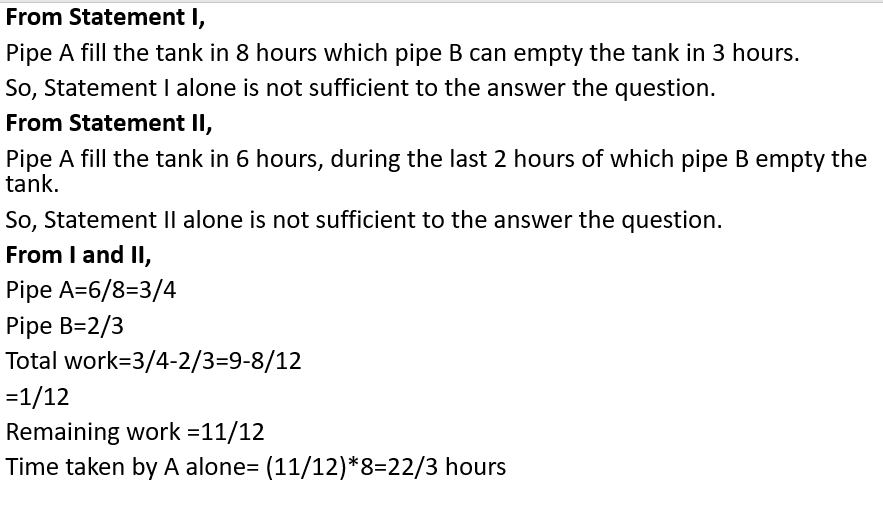 From Statement I,
Pipe A fill the tank in 8 hours which pipe B can empty the tank in 3 hours.
So, Statement I alone is not sufficient to the answer the question.
From Statement II,
Pipe A fill the tank in 6 hours, during the last 2 hours of which pipe B empty the
tank.
So, Statement II alone is not sufficient to the answer the question.
From I and II,
Pipe A=6/8=3/4
Pipe B=2/3
Total work=3/4-2/3=9-8/12
=1/12
Remaining work =11/12
Time taken by A alone= (11/12)*8=22/3 hours